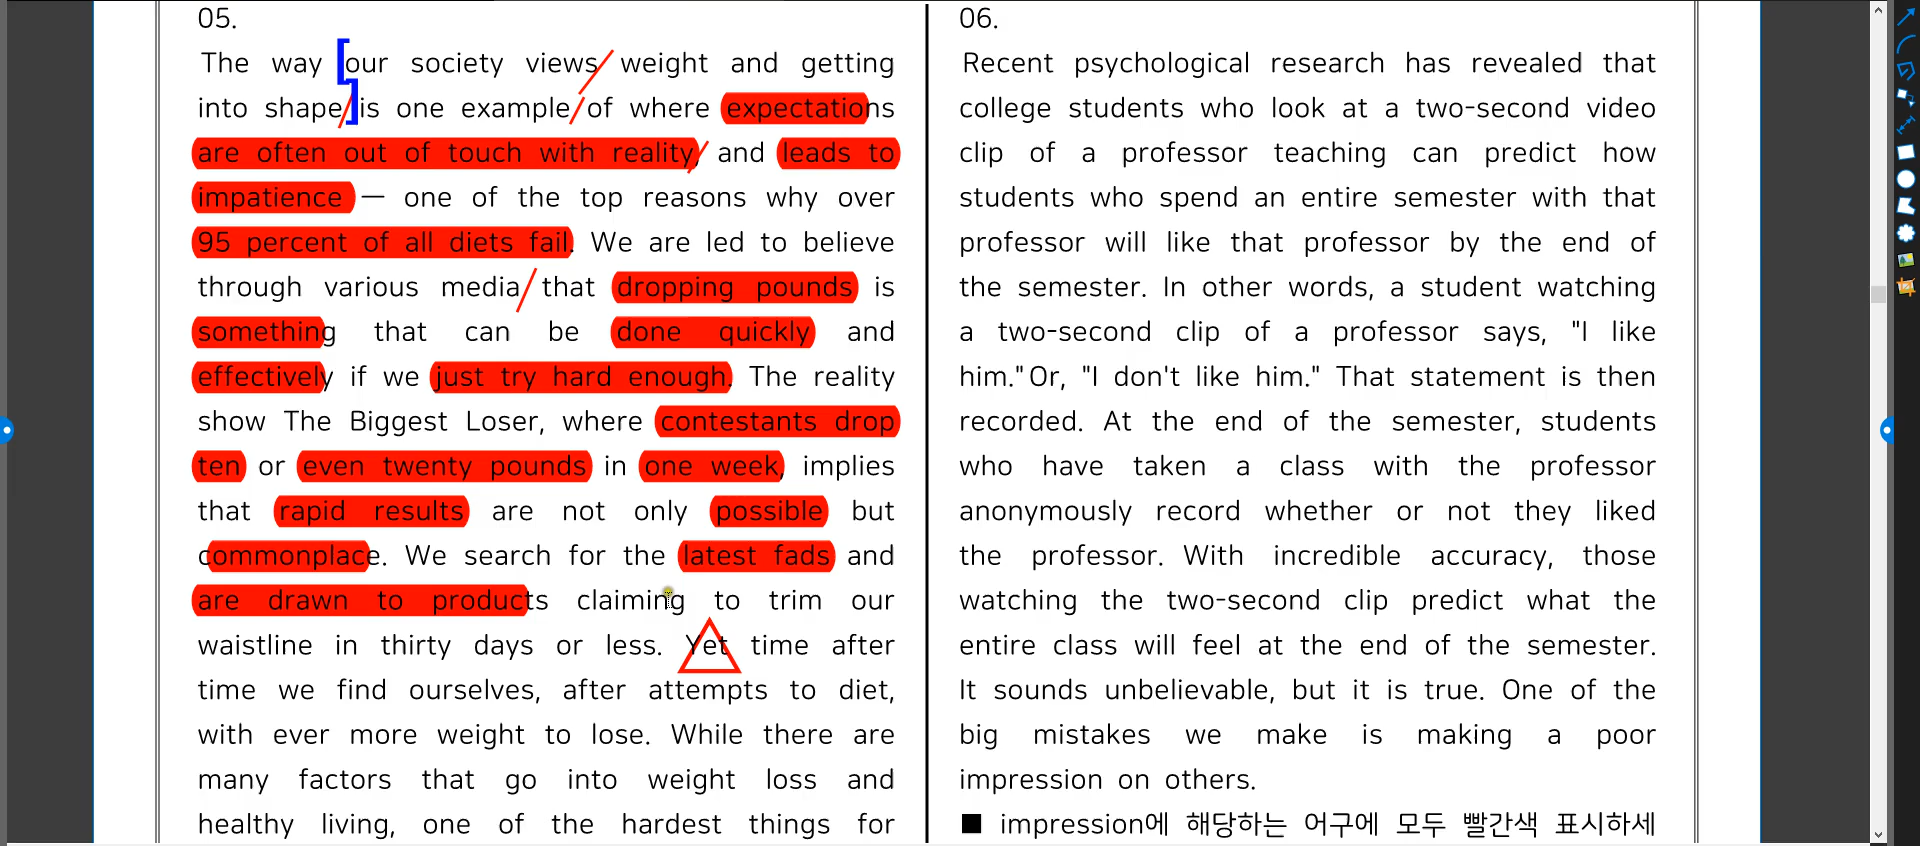 05.
The way our society views weight and getting
into shape is one example of where expectations
are often out of touch with reality, and leads to
impatience — one of the top reasons why over
95 percent of all diets fail. We are led to believe
through various media that dropping pounds is
something that can be done quickly and
effectively if we just try hard enough. The reality
show The Biggest Loser, where contestants drop
ten or even twenty pounds in one week, implies
that rapid results are not only possible but
commonplace. We search for the latest fads and
are drawn to products claiming to trim our
waistline in thirty days or less. Yet time after
time we find ourselves, after attempts to diet,
with ever more weight to lose. While there are
many factors that go into weight loss and
healthy living, one of the hardest things for
06.
Recent psychological research has revealed that
college students who look at a two-second video
clip of a professor teaching can predict how
students who spend an entire semester with that
professor will like that professor by the end of
the semester. In other words, a student watching
a two-second clip of a professor says, "I like
him."Or, "I don't like him." That statement is then
recorded. At the end of the semester, students
who have taken a class with the professor
anonymously record whether or not they liked
the professor. With incredible accuracy, those
watching the two-second clip predict what the
entire class will feel at the end of the semester.
It sounds unbelievable, but it is true. One of the
big mistakes we make is making a poor
impression on others.
■ impression에 해당하는 어구에 모두 빨간색 표시하세